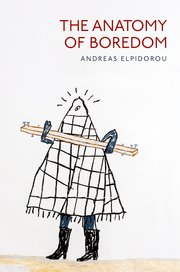 THE ANATOMY
OF BOREDOM
ANDREAS ELPIDOROU